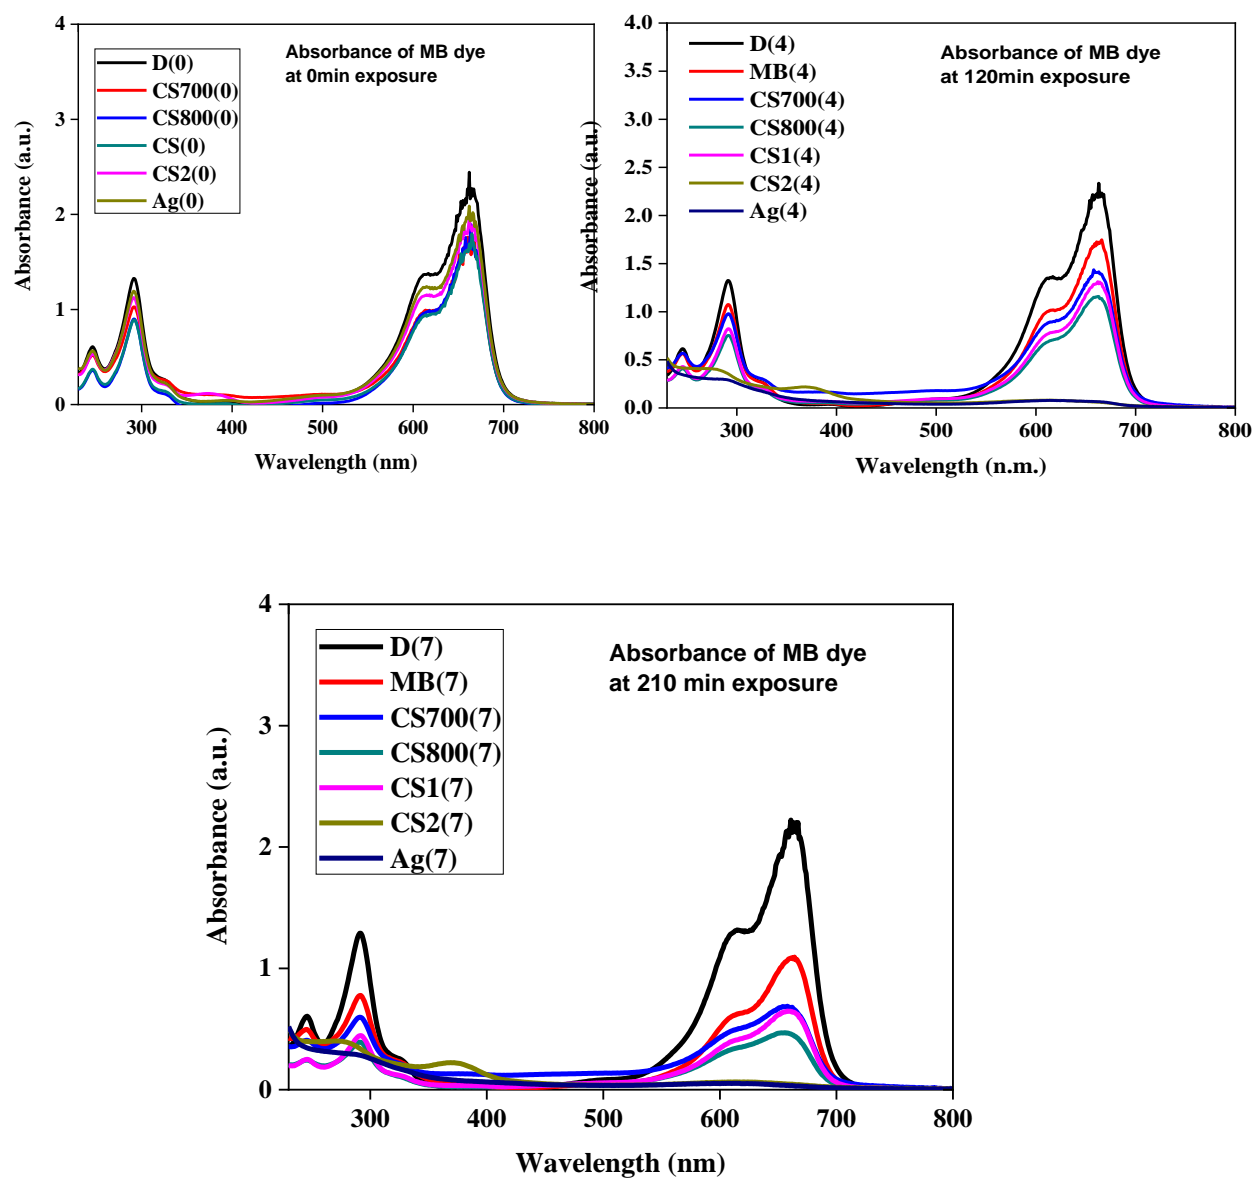 Absorbance of MB dye
at 0min exposure
D(0)
CS700(0)
CS800(0)
CS(0)
CS2(0)
Ag(0)
4
3
2
1
0
Absorbance (a.u.)
300 400 500 600 700 800
Wavelength (nm)
Absorbance of MB dye
at 120min exposure
D(4)
MB(4)
CS700(4)
CS800(4)
CS1(4)
CS2(4)
Ag(4)
4.0
3.5
3.0
2.5
2.0
1.5
1.0
0.5
0.0
Absorbance (a.u.)
300 400 500 600 700 800
Wavelength (n.m.)
Absorbance of MB dye
at 210 min exposure
D(7)
MB(7)
CS700(7)
CS800(7)
CS1(7)
CS2(7)
Ag(7)
4
3
2
1
0
Absorbance (a.u.)
300 400 500 600 700 800
Wavelength (nm)